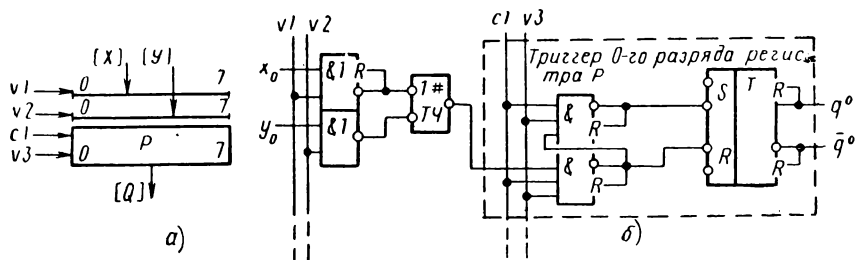 [X] [Y]
v1 0 7
v2 0 7
c1
v3 0 P 7
[Q]
а)
v1 v2
x₀ &1 R
y₀ &1
1#
ТЧ
c1 v3
Триггер 0-го разряда регис-
тра Р
&
R
&
R
S T R q⁰
R R q̄⁰
б)